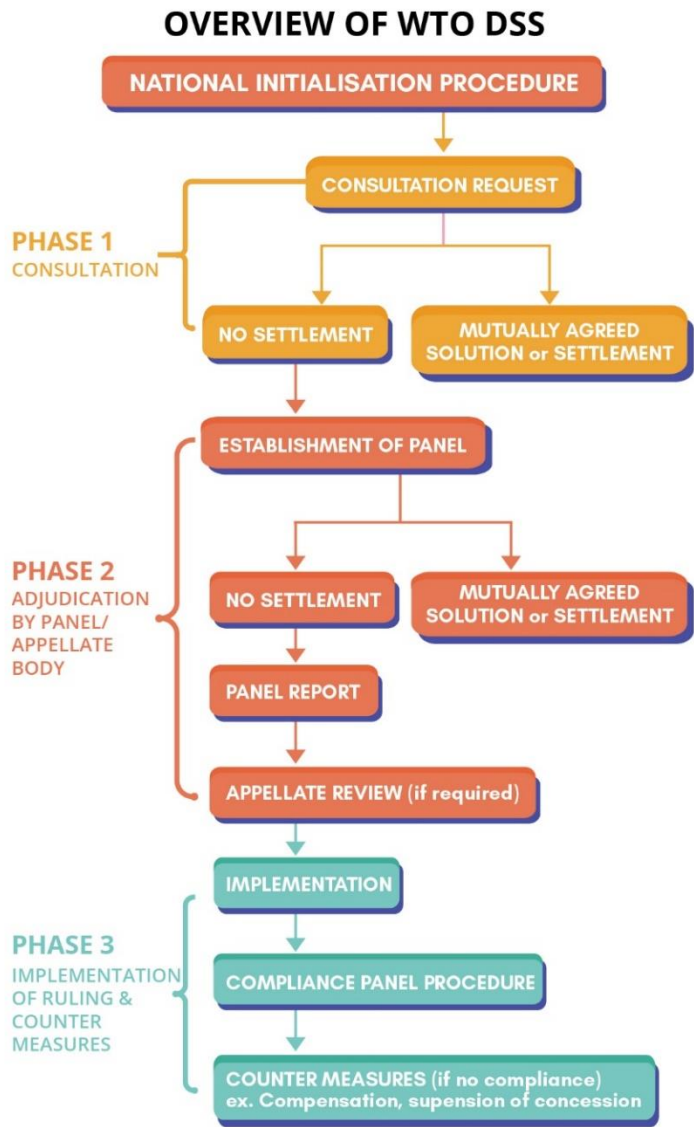 OVERVIEW OF WTO DSS
NATIONAL INITIALISATION PROCEDURE
CONSULTATION REQUEST
PHASE 1
CONSULTATION
NO SETTLEMENT
MUTUALLY AGREED
SOLUTION or SETTLEMENT
ESTABLISHMENT OF PANEL
PHASE 2
ADJUDICATION
BY PANEL/
APPELLATE
BODY
NO SETTLEMENT
MUTUALLY AGREED
SOLUTION or SETTLEMENT
PANEL REPORT
APPELLATE REVIEW (if required)
IMPLEMENTATION
PHASE 3
IMPLEMENTATION
OF RULING &
COUNTER
MEASURES
COMPLIANCE PANEL PROCEDURE
COUNTER MEASURES (if no compliance)
ex. Compensation, supension of concession